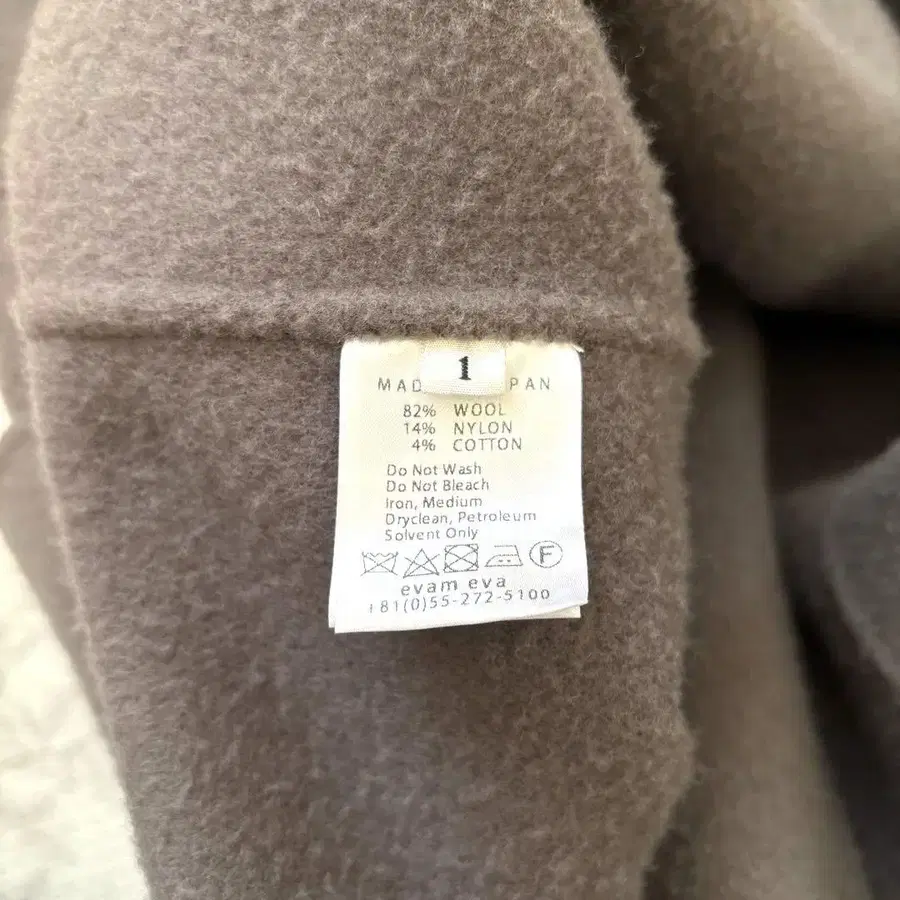 1
MAD PAN
82% WOOL
14% NYLON
4% COTTON
Do Not Wash
Do Not Bleach
Iron, Medium
Dryclean, Petroleum
Solvent Only
F
evam eva
+81(0)55-272-5100